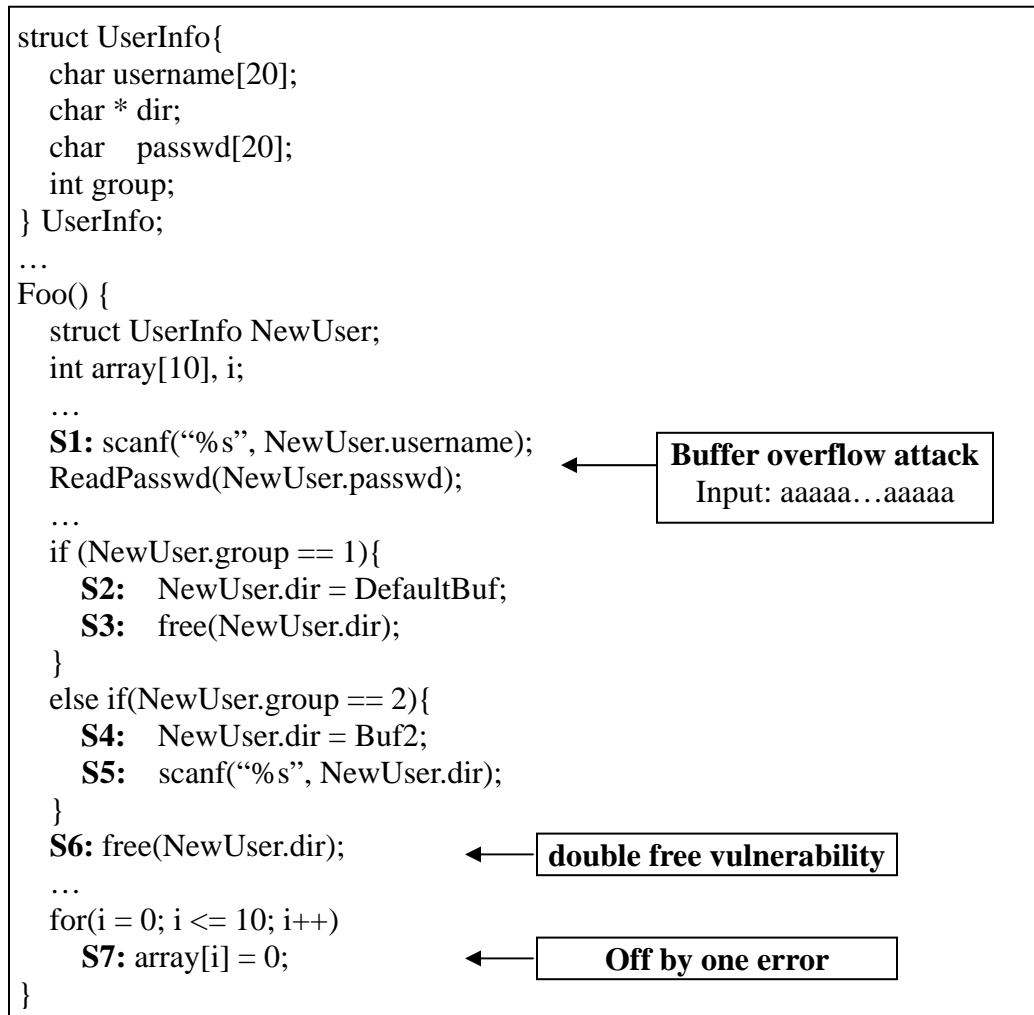 struct UserInfo{
char username[20];
char * dir;
char passwd[20];
int group;
} UserInfo;
…
Foo() {
struct UserInfo NewUser;
int array[10], i;
…
S1: scanf(“%s”, NewUser.username);
ReadPasswd(NewUser.passwd);
Buffer overflow attack
Input: aaaaa…aaaaa
…
if (NewUser.group == 1){
S2: NewUser.dir = DefaultBuf;
S3: free(NewUser.dir);
}
else if(NewUser.group == 2){
S4: NewUser.dir = Buf2;
S5: scanf(“%s”, NewUser.dir);
}
S6: free(NewUser.dir);
double free vulnerability
…
for(i = 0; i <= 10; i++)
S7: array[i] = 0;
Off by one error
}